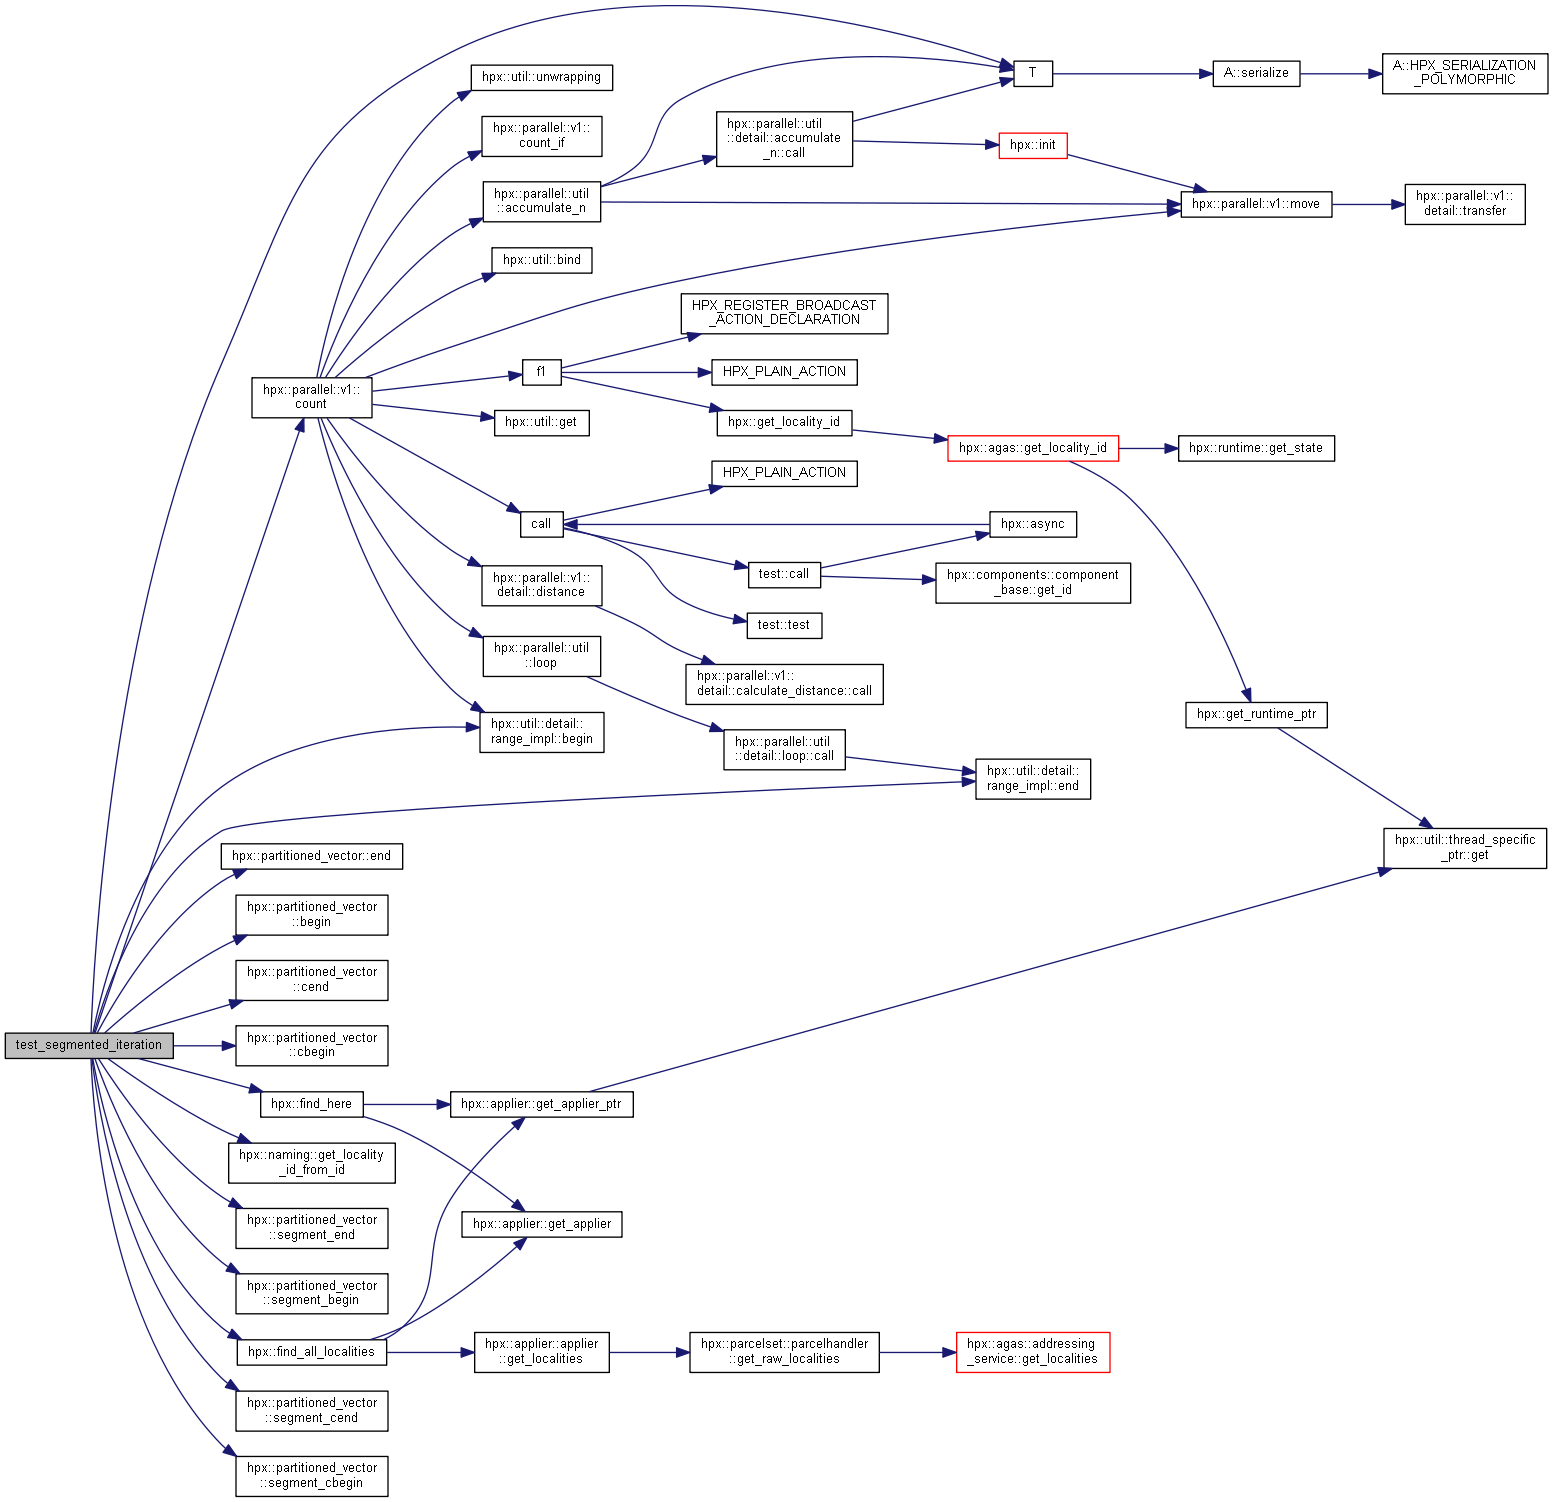 T
A::serialize
A::HPX_SERIALIZATION
_POLYMORPHIC
hpx::util::unwrapping
hpx::parallel::v1::
count_if
hpx::parallel::util
::detail::accumulate
_n::call
hpx::init
hpx::parallel::util
::accumulate_n
hpx::parallel::v1::move
hpx::parallel::v1::
detail::transfer
hpx::util::bind
HPX_REGISTER_BROADCAST
_ACTION_DECLARATION
f1
HPX_PLAIN_ACTION
hpx::parallel::v1::
count
hpx::util::get
hpx::get_locality_id
hpx::agas::get_locality_id
hpx::runtime::get_state
HPX_PLAIN_ACTION
call
hpx::async
test::call
hpx::components::component
_base::get_id
hpx::parallel::v1::
detail::distance
test::test
hpx::parallel::util
::loop
hpx::parallel::v1::
detail::calculate_distance::call
hpx::util::detail::
range_impl::begin
hpx::get_runtime_ptr
hpx::parallel::util
::detail::loop::call
hpx::util::detail::
range_impl::end
hpx::util::thread_specific
_ptr::get
hpx::partitioned_vector::end
hpx::partitioned_vector
::begin
hpx::partitioned_vector
::cend
test_segmented_iteration
hpx::partitioned_vector
::cbegin
hpx::find_here
hpx::applier::get_applier_ptr
hpx::naming::get_locality
_id_from_id
hpx::partitioned_vector
::segment_end
hpx::applier::get_applier
hpx::partitioned_vector
::segment_begin
hpx::find_all_localities
hpx::applier::applier
::get_localities
hpx::parcelset::parcelhandler
::get_raw_localities
hpx::agas::addressing
_service::get_localities
hpx::partitioned_vector
::segment_cend
hpx::partitioned_vector
::segment_cbegin